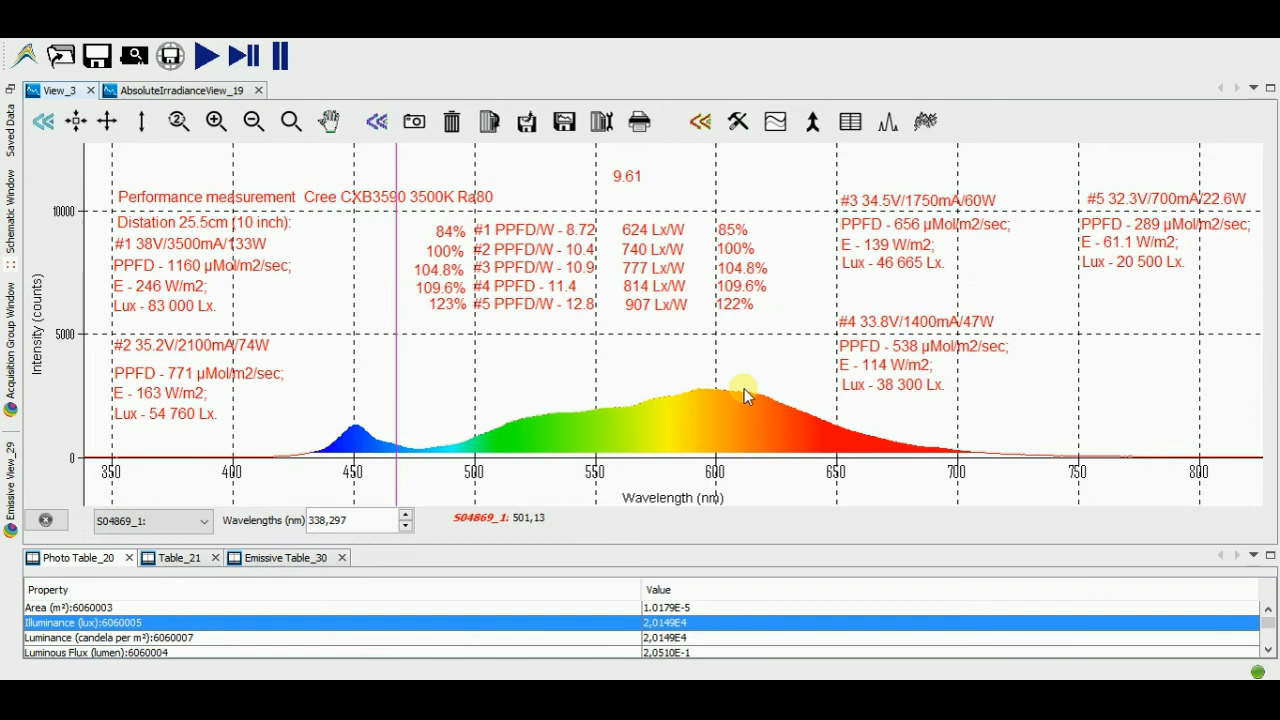 View_3
AbsoluteIrradianceView_19
Saved Data
Schematic Window
Acquisition Group Window
Emissive View_29
9.61
Performance measurement Cree CXB3590 3500K Ra80
Distation 25.5cm (10 inch):
#1 38V/3500mA/133W
PPFD - 1160 µMol/m2/sec;
E - 246 W/m2;
Lux - 83 000 Lx.
#2 35.2V/2100mA/74W
PPFD - 771 µMol/m2/sec;
E - 163 W/m2;
Lux - 54 760 Lx.
84% #1 PPFD/W - 8.72 624 Lx/W 85%
100% #2 PPFD/W - 10.4 740 Lx/W 100%
104.8% #3 PPFD/W - 10.9 777 Lx/W 104.8%
109.6% #4 PPFD - 11.4 814 Lx/W 109.6%
123% #5 PPFD/W - 12.8 907 Lx/W 122%
#3 34.5V/1750mA/60W
PPFD - 656 µMol/m2/sec;
E - 139 W/m2;
Lux - 46 665 Lx.
#4 33.8V/1400mA/47W
PPFD - 538 µMol/m2/sec;
E - 114 W/m2;
Lux - 38 300 Lx.
#5 32.3V/700mA/22.6W
PPFD - 289 µMol/m2/sec;
E - 61.1 W/m2;
Lux - 20 500 Lx.
Intensity (counts)
10000
5000
0
350 400 450 500 550 600 650 700 750 800
Wavelength (nm)
S04869_1:
Wavelengths (nm) 338,297
S04869_1: 501,13
Photo Table_20
Table_21
Emissive Table_30
Property Value
Area (m²):6060003 1.0179E-5
Illuminance (lux):6060005 2,0149E4
Luminance (candela per m²):6060007 2,0149E4
Luminous Flux (lumen):6060004 2,0510E-1